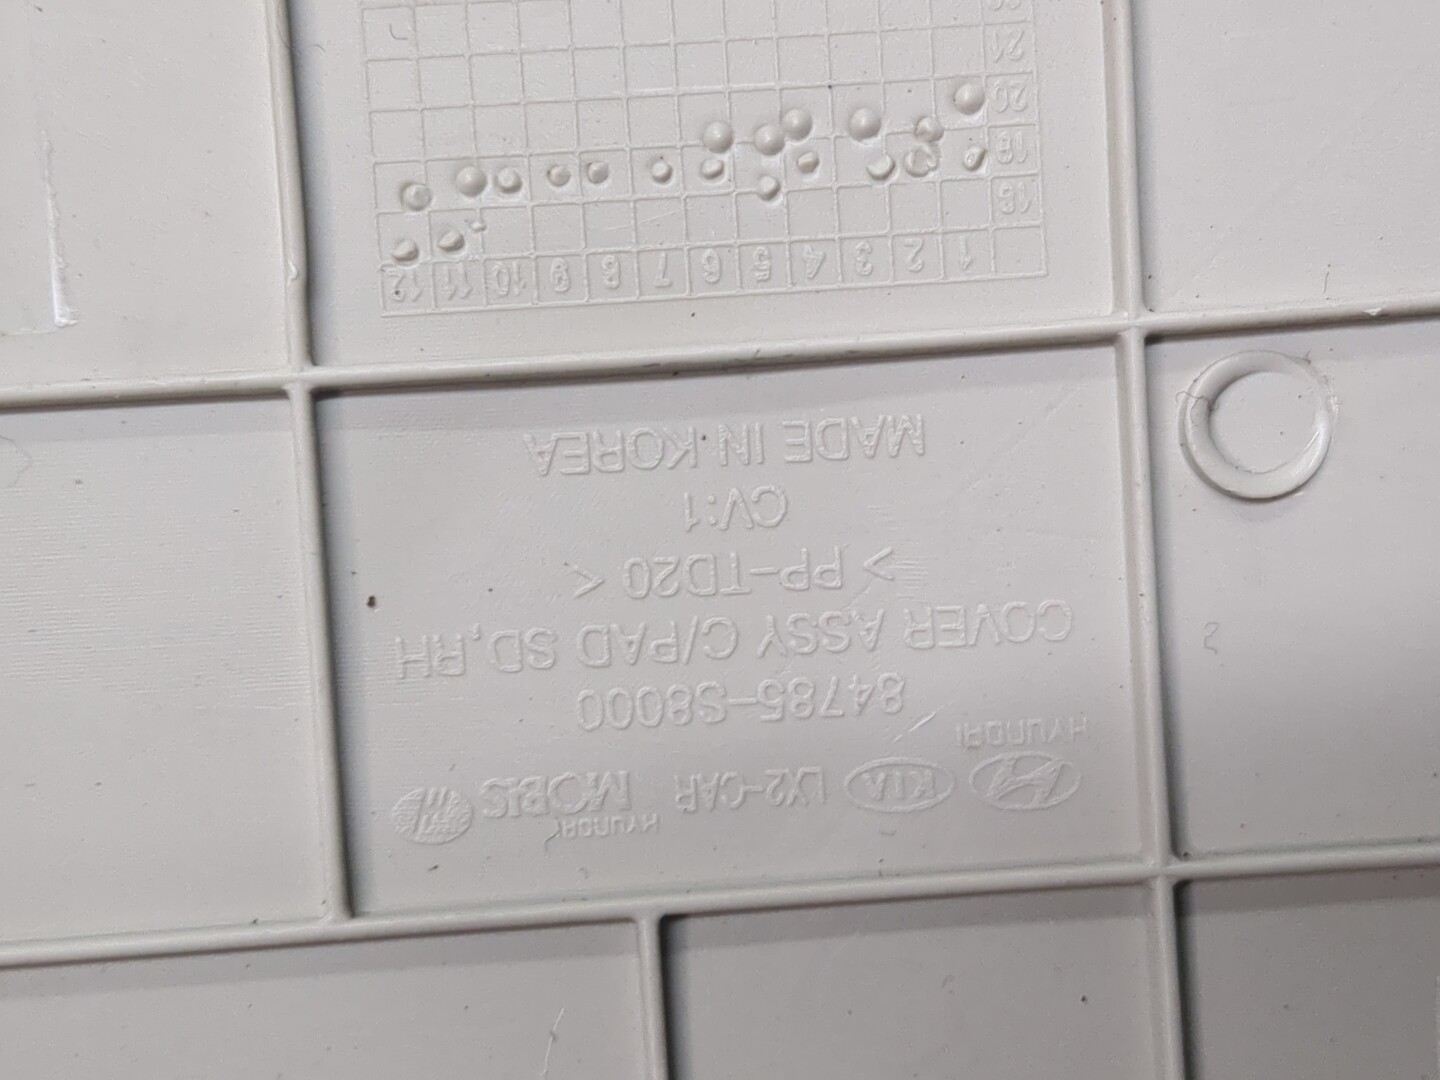 HYUNDAI KIA LX2-CAR HYUNDAI MOBIS
84785-S8000
COVER ASSY C/PAD SD,RH
> PP-TD20 <
CV:1
MADE IN KOREA
1 2 3 4 5 6 7 8 9 10 11 12
18
19
20
21